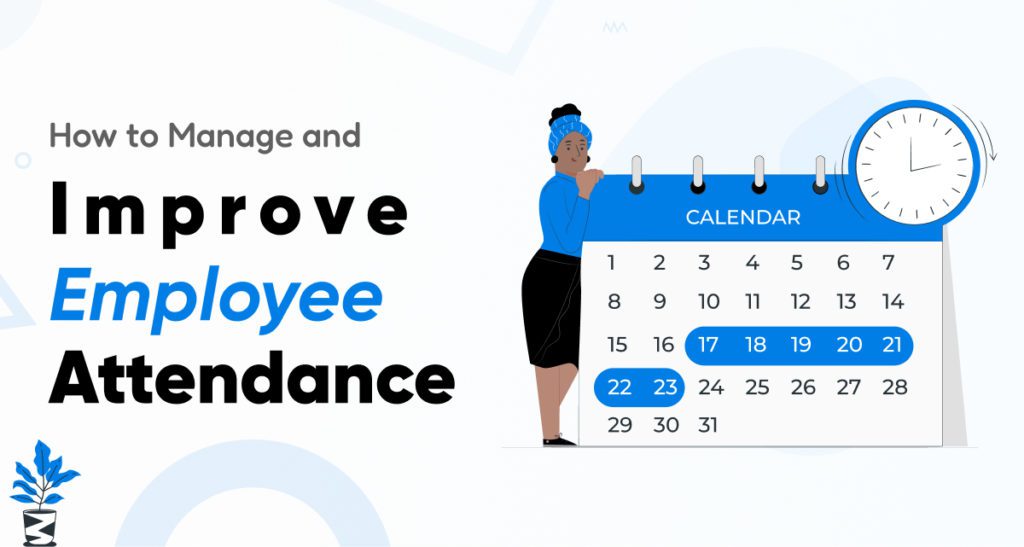 How to Manage and
Improve
Employee
Attendance
CALENDAR
1 2 3 4 5 6 7
8 9 10 11 12 13 14
15 16 17 18 19 20 21
22 23 24 25 26 27 28
29 30 31